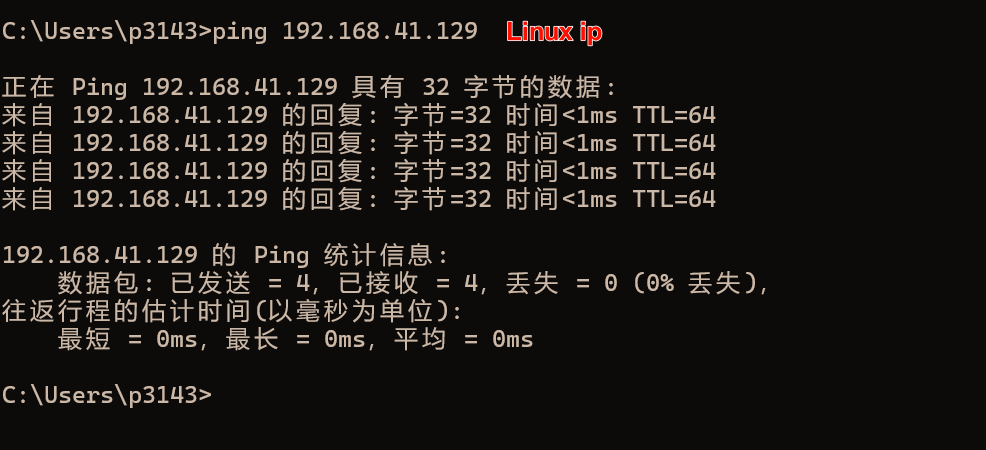 C:\Users\p3143>ping 192.168.41.129 Linux ip
正在 Ping 192.168.41.129 具有 32 字节的数据:
来自 192.168.41.129 的回复: 字节=32 时间<1ms TTL=64
来自 192.168.41.129 的回复: 字节=32 时间<1ms TTL=64
来自 192.168.41.129 的回复: 字节=32 时间<1ms TTL=64
来自 192.168.41.129 的回复: 字节=32 时间<1ms TTL=64
192.168.41.129 的 Ping 统计信息:
数据包: 已发送 = 4，已接收 = 4，丢失 = 0 (0% 丢失)，
往返行程的估计时间(以毫秒为单位):
最短 = 0ms，最长 = 0ms，平均 = 0ms
C:\Users\p3143>